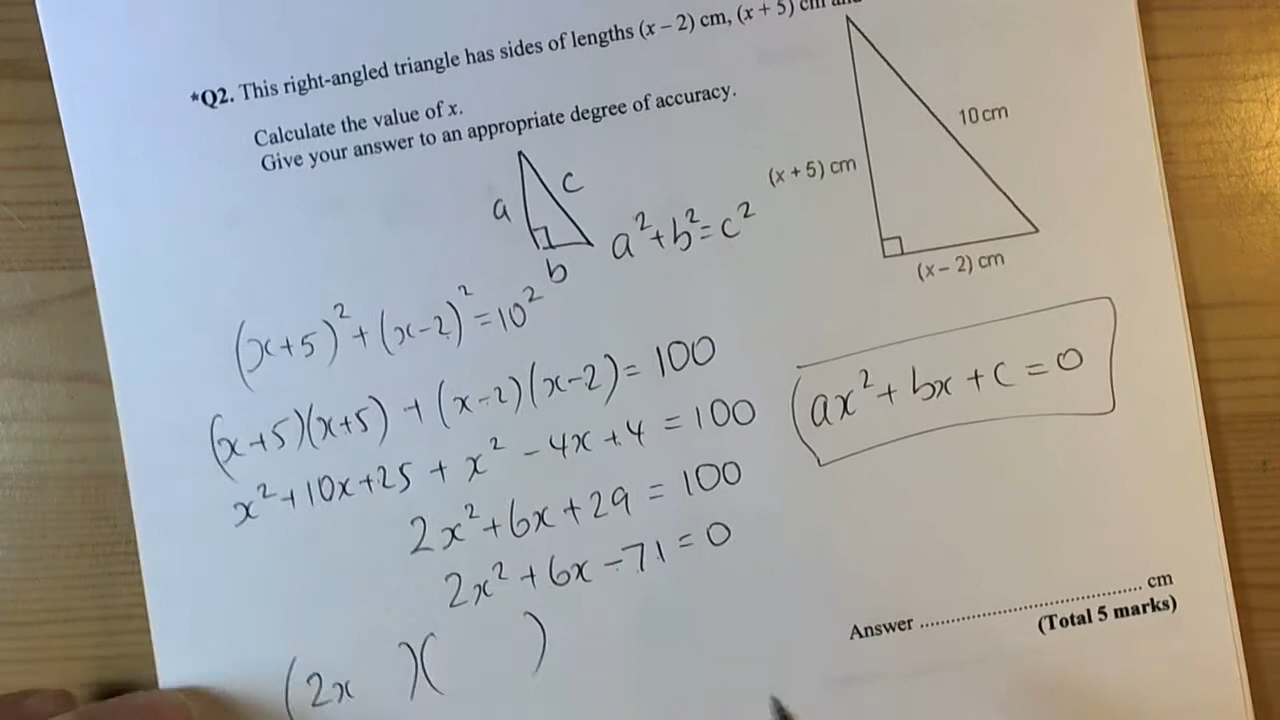 *Q2. This right-angled triangle has sides of lengths (x – 2) cm, (x + 5) cm and
Calculate the value of x.
Give your answer to an appropriate degree of accuracy.
10 cm
(x + 5) cm
(x – 2) cm
a
c
b
a² + b² = c²
(x+5)² + (x-2)² = 10²
(x+5)(x+5) + (x-2)(x-2) = 100
x² + 10x + 25 + x² - 4x + 4 = 100
2x² + 6x + 29 = 100
2x² + 6x - 71 = 0
(2x )( )
ax² + bx + c = 0
Answer .................................... cm
(Total 5 marks)